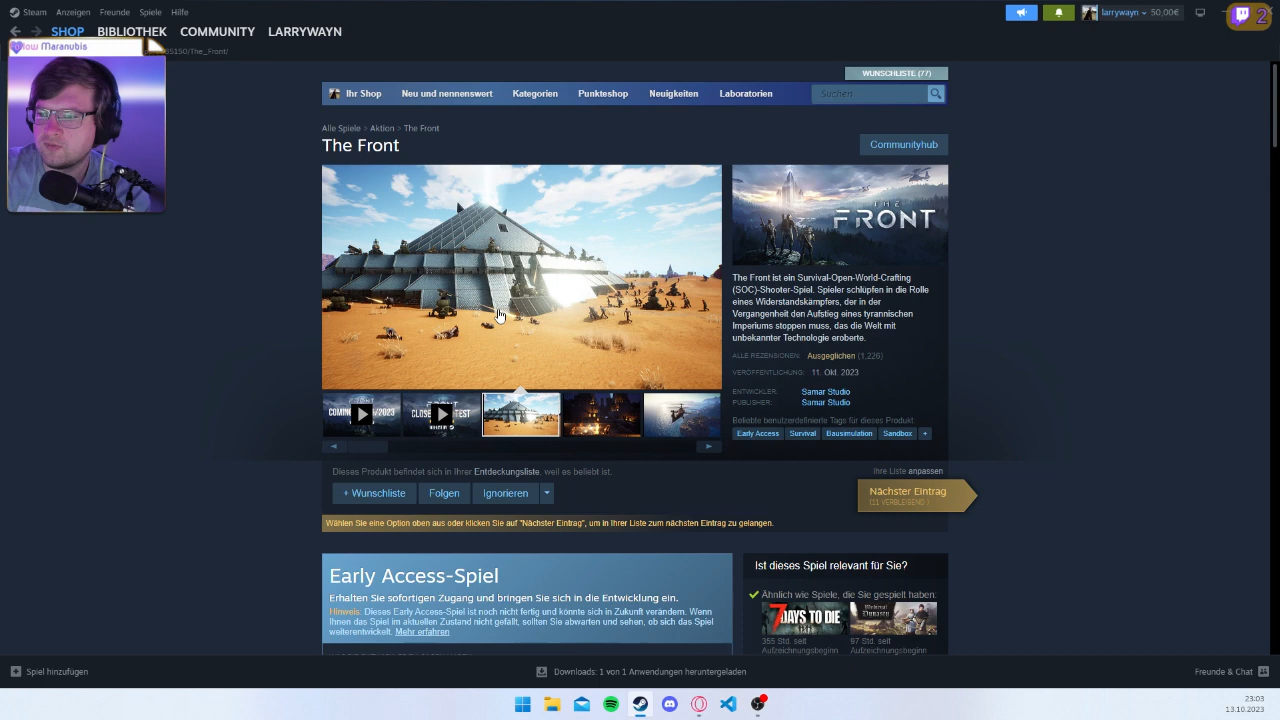 Steam Anzeigen Freunde Spiele Hilfe
larrywayn 50,00€
2
SHOP BIBLIOTHEK COMMUNITY LARRYWAYN
Maranubis
/The_Front/
WUNSCHLISTE (77)
Ihr Shop Neu und nennenswert Kategorien Punkteshop Neuigkeiten Laboratorien Suchen
Alle Spiele > Aktion > The Front
The Front
Communityhub
THE
FRONT
The Front ist ein Survival-Open-World-Crafting
(SOC)-Shooter-Spiel. Spieler schlüpfen in die Rolle
eines Widerstandskämpfers, der in der
Vergangenheit den Aufstieg eines tyrannischen
Imperiums stoppen muss, das die Welt mit
unbekannter Technologie eroberte.
ALLE REZENSIONEN: Ausgeglichen (1,226)
VERÖFFENTLICHUNG: 11. Okt. 2023
ENTWICKLER: Samar Studio
PUBLISHER: Samar Studio
Beliebte benutzerdefinierte Tags für dieses Produkt
Early Access Survival Bausimulation Sandbox +
Dieses Produkt befindet sich in Ihrer Entdeckungsliste, weil es beliebt ist.
Ihre Liste anpassen
+ Wunschliste Folgen Ignorieren
Nächster Eintrag
(11 VERBLEIBEND )
Wählen Sie eine Option oben aus oder klicken Sie auf "Nächster Eintrag", um in Ihrer Liste zum nächsten Eintrag zu gelangen.
Early Access-Spiel
Erhalten Sie sofortigen Zugang und bringen Sie sich in die Entwicklung ein.
Hinweis: Dieses Early Access-Spiel ist noch nicht fertig und könnte sich in Zukunft verändern. Wenn
Ihnen das Spiel im aktuellen Zustand nicht gefällt, sollten Sie abwarten und sehen, ob sich das Spiel
weiterentwickelt. Mehr erfahren
Ist dieses Spiel relevant für Sie?
Ähnlich wie Spiele, die Sie gespielt haben:
7 DAYS TO DIE
Medieval
Dynasty
355 Std. seit
Aufzeichnungsbeginn
97 Std. seit
Aufzeichnungsbeginn
Spiel hinzufügen
Downloads: 1 von 1 Anwendungen heruntergeladen
Freunde & Chat
23:03
13.10.2023